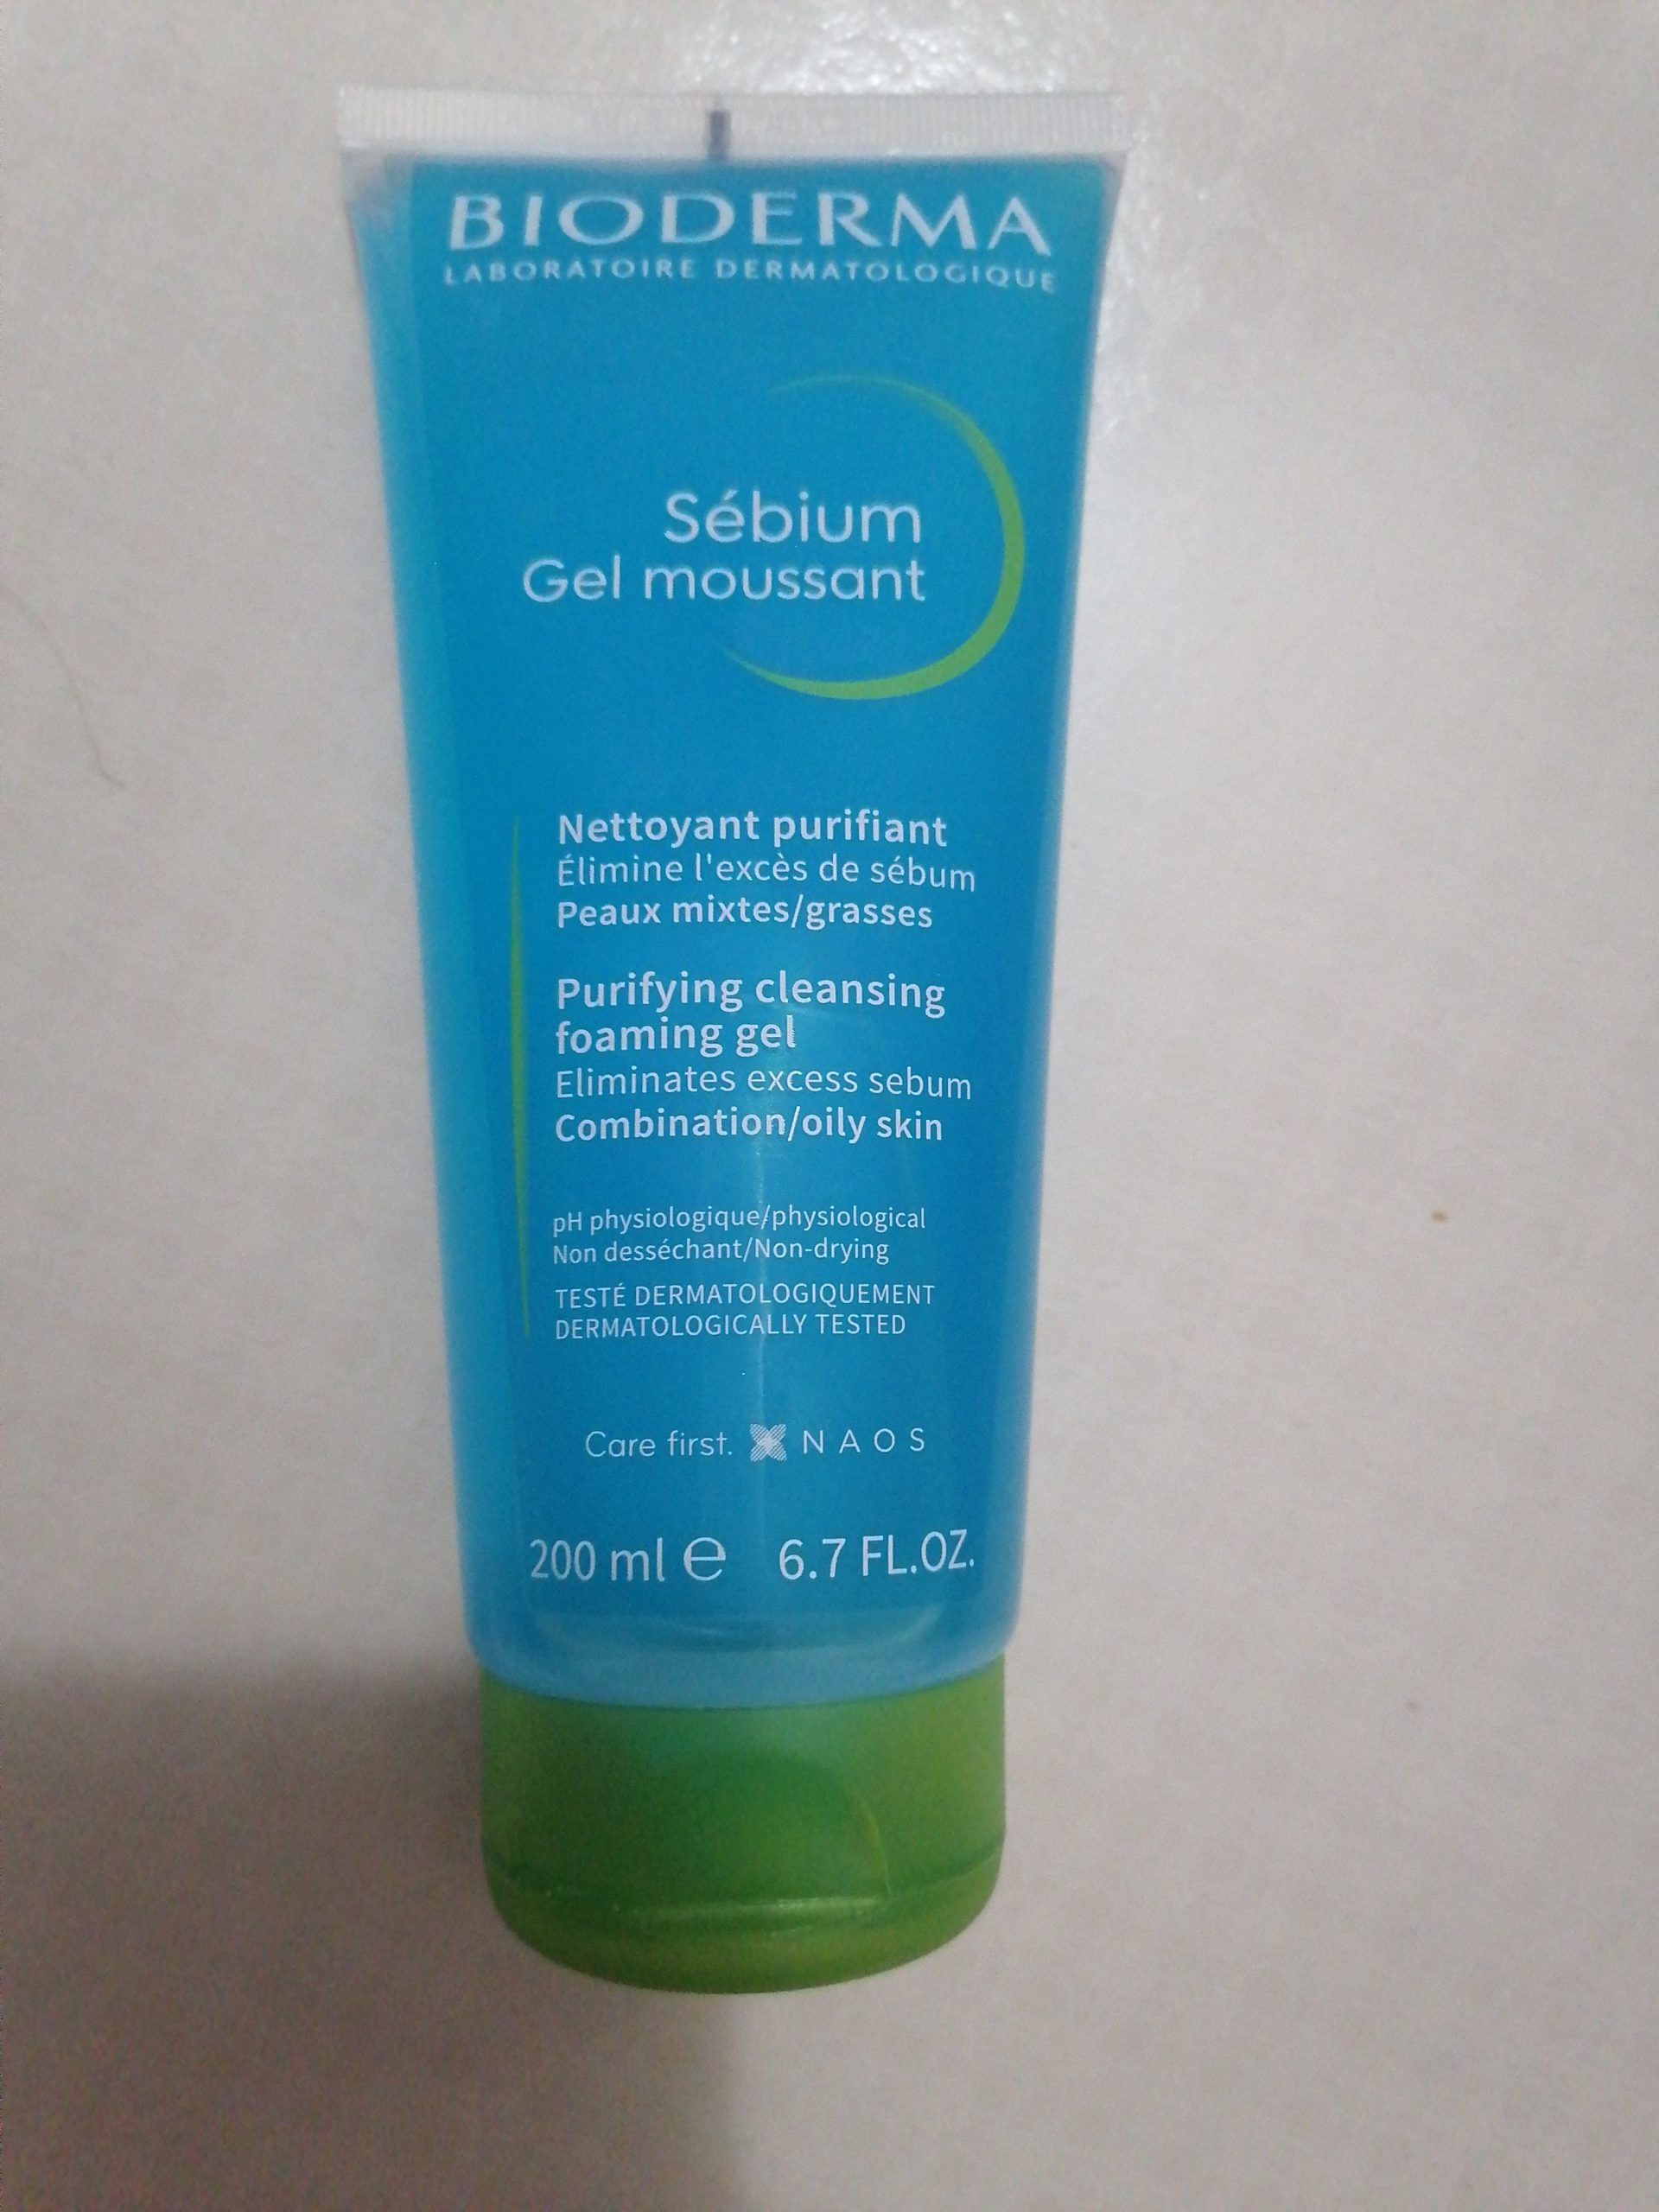 BIODERMA
LABORATOIRE DERMATOLOGIQUE
Sébium
Gel moussant
Nettoyant purifiant
Élimine l'excès de sébum
Peaux mixtes/grasses
Purifying cleansing
foaming gel
Eliminates excess sebum
Combination/oily skin
pH physiologique/physiological
Non desséchant/Non-drying
TESTÉ DERMATOLOGIQUEMENT
DERMATOLOGICALLY TESTED
Care first. NAOS
200 ml ℮ 6.7 FL.OZ.